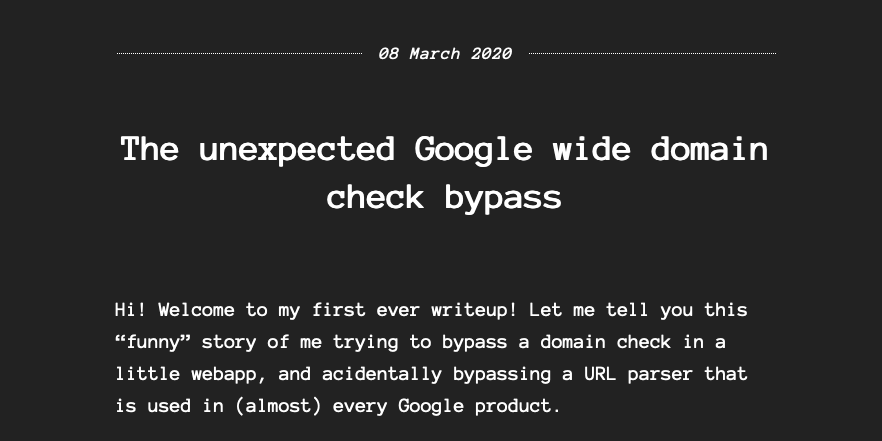 08 March 2020
The unexpected Google wide domain
check bypass
Hi! Welcome to my first ever writeup! Let me tell you this
“funny” story of me trying to bypass a domain check in a
little webapp, and acidentally bypassing a URL parser that
is used in (almost) every Google product.